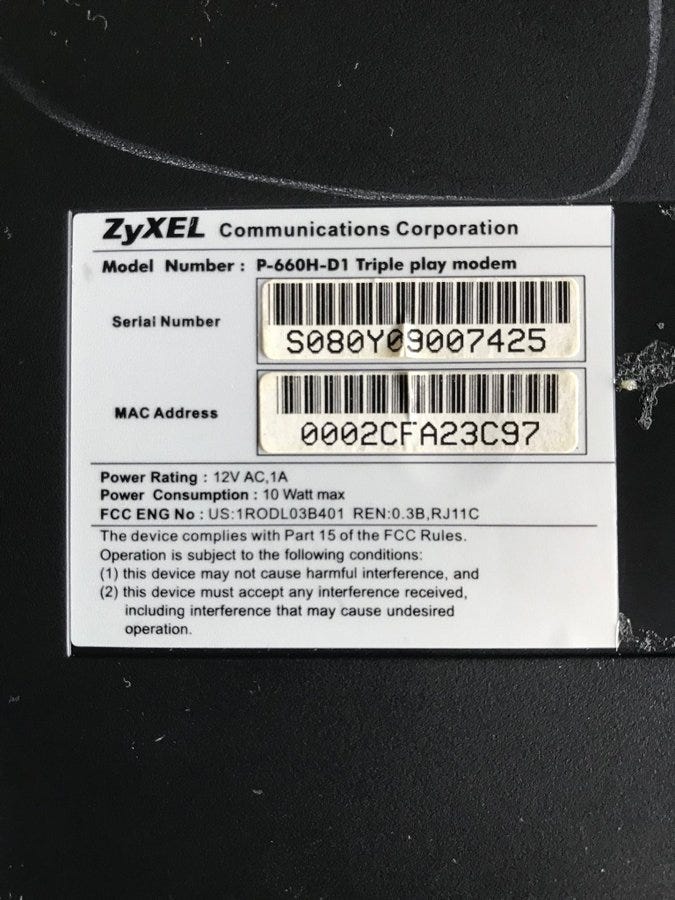 ZyXEL Communications Corporation
Model Number : P-660H-D1 Triple play modem
Serial Number
S080Y09007425
MAC Address
0002CFA23C97
Power Rating : 12V AC,1A
Power Consumption : 10 Watt max
FCC ENG No : US:1RODL03B401 REN:0.3B,RJ11C
The device complies with Part 15 of the FCC Rules.
Operation is subject to the following conditions:
(1) this device may not cause harmful interference, and
(2) this device must accept any interference received,
including interference that may cause undesired
operation.